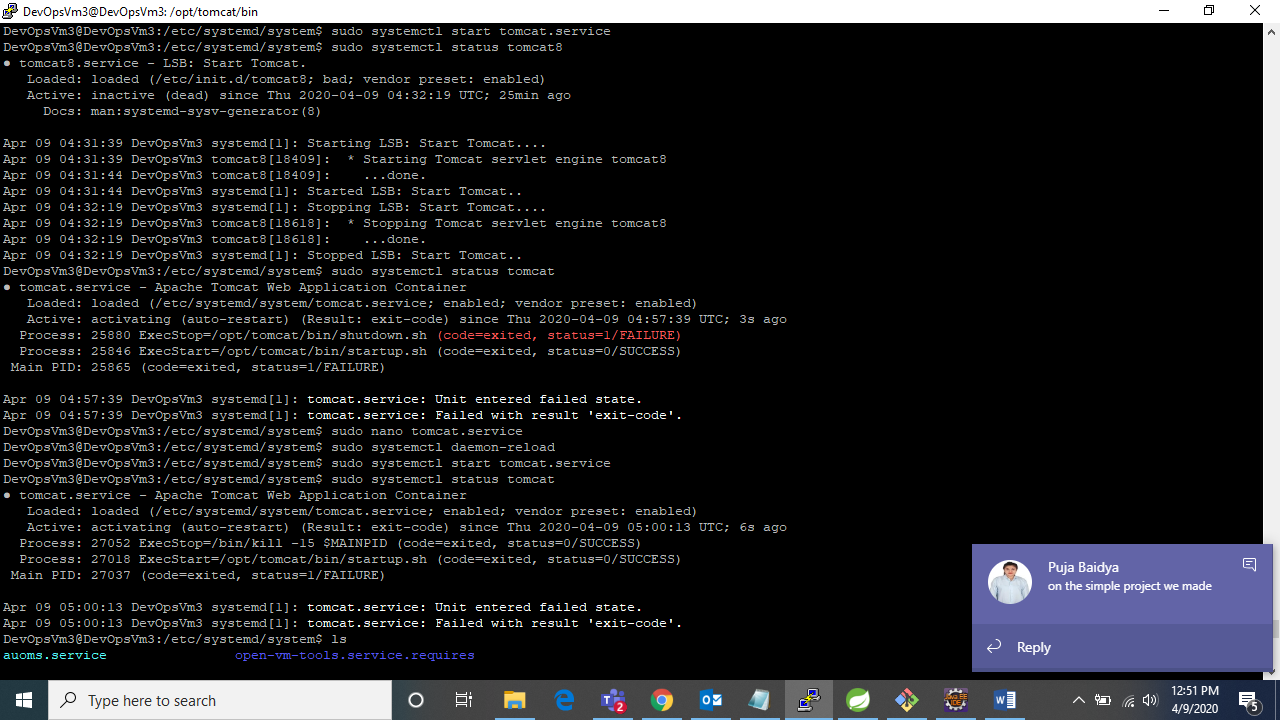 DevOpsVm3@DevOpsVm3: /opt/tomcat/bin
DevOpsVm3@DevOpsVm3:/etc/systemd/system$ sudo systemctl start tomcat.service
DevOpsVm3@DevOpsVm3:/etc/systemd/system$ sudo systemctl status tomcat8
● tomcat8.service - LSB: Start Tomcat.
   Loaded: loaded (/etc/init.d/tomcat8; bad; vendor preset: enabled)
   Active: inactive (dead) since Thu 2020-04-09 04:32:19 UTC; 25min ago
     Docs: man:systemd-sysv-generator(8)

Apr 09 04:31:39 DevOpsVm3 systemd[1]: Starting LSB: Start Tomcat....
Apr 09 04:31:39 DevOpsVm3 tomcat8[18409]:  * Starting Tomcat servlet engine tomcat8
Apr 09 04:31:44 DevOpsVm3 tomcat8[18409]:    ...done.
Apr 09 04:31:44 DevOpsVm3 systemd[1]: Started LSB: Start Tomcat..
Apr 09 04:32:19 DevOpsVm3 systemd[1]: Stopping LSB: Start Tomcat....
Apr 09 04:32:19 DevOpsVm3 tomcat8[18618]:  * Stopping Tomcat servlet engine tomcat8
Apr 09 04:32:19 DevOpsVm3 tomcat8[18618]:    ...done.
Apr 09 04:32:19 DevOpsVm3 systemd[1]: Stopped LSB: Start Tomcat..
DevOpsVm3@DevOpsVm3:/etc/systemd/system$ sudo systemctl status tomcat
● tomcat.service - Apache Tomcat Web Application Container
   Loaded: loaded (/etc/systemd/system/tomcat.service; enabled; vendor preset: enabled)
   Active: activating (auto-restart) (Result: exit-code) since Thu 2020-04-09 04:57:39 UTC; 3s ago
  Process: 25880 ExecStop=/opt/tomcat/bin/shutdown.sh (code=exited, status=1/FAILURE)
  Process: 25846 ExecStart=/opt/tomcat/bin/startup.sh (code=exited, status=0/SUCCESS)
 Main PID: 25865 (code=exited, status=1/FAILURE)

Apr 09 04:57:39 DevOpsVm3 systemd[1]: tomcat.service: Unit entered failed state.
Apr 09 04:57:39 DevOpsVm3 systemd[1]: tomcat.service: Failed with result 'exit-code'.
DevOpsVm3@DevOpsVm3:/etc/systemd/system$ sudo nano tomcat.service
DevOpsVm3@DevOpsVm3:/etc/systemd/system$ sudo systemctl daemon-reload
DevOpsVm3@DevOpsVm3:/etc/systemd/system$ sudo systemctl start tomcat.service
DevOpsVm3@DevOpsVm3:/etc/systemd/system$ sudo systemctl status tomcat
● tomcat.service - Apache Tomcat Web Application Container
   Loaded: loaded (/etc/systemd/system/tomcat.service; enabled; vendor preset: enabled)
   Active: activating (auto-restart) (Result: exit-code) since Thu 2020-04-09 05:00:13 UTC; 6s ago
  Process: 27052 ExecStop=/bin/kill -15 $MAINPID (code=exited, status=0/SUCCESS)
  Process: 27018 ExecStart=/opt/tomcat/bin/startup.sh (code=exited, status=0/SUCCESS)
 Main PID: 27037 (code=exited, status=1/FAILURE)

Apr 09 05:00:13 DevOpsVm3 systemd[1]: tomcat.service: Unit entered failed state.
Apr 09 05:00:13 DevOpsVm3 systemd[1]: tomcat.service: Failed with result 'exit-code'.
DevOpsVm3@DevOpsVm3:/etc/systemd/system$ ls
auoms.service                open-vm-tools.service.requires
Puja Baidya
on the simple project we made
Reply
Type here to search
2
JAVA EE
IDE
12:51 PM
4/9/2020
5